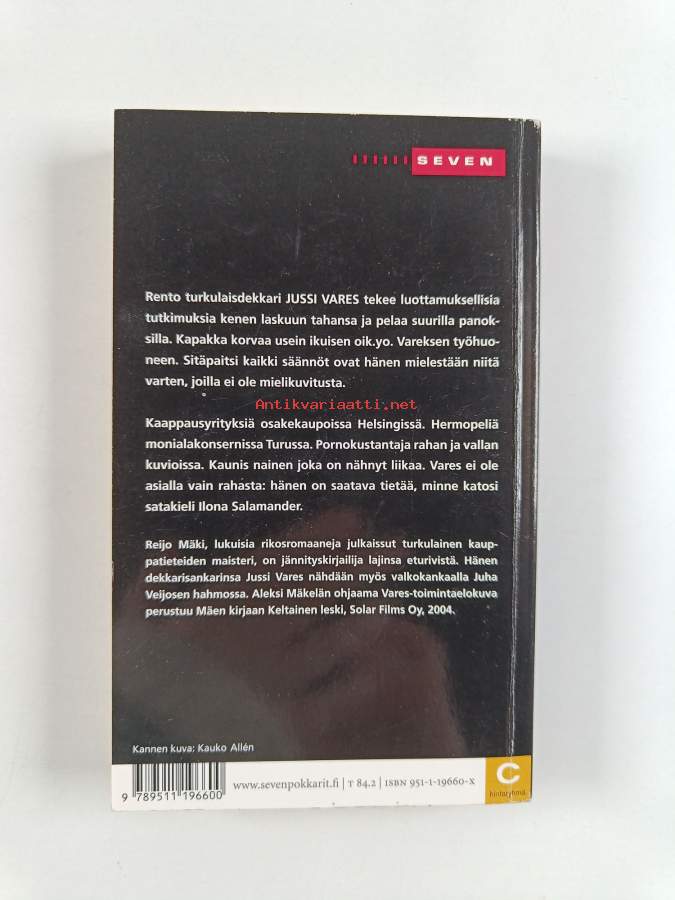 SEVEN
Rento turkulaisdekkari JUSSI VARES tekee luottamuksellisia
tutkimuksia kenen laskuun tahansa ja pelaa suurilla panok-
silla. Kapakka korvaa usein ikuisen oik.yo. Vareksen työhuo-
neen. Sitäpaitsi kaikki säännöt ovat hänen mielestään niitä
varten, joilla ei ole mielikuvitusta.
Antikvariaatti.net
Kaappausyrityksiä osakekaupoissa Helsingissä. Hermopeliä
monialakonsernissa Turussa. Pornokustantaja rahan ja vallan
kuvioissa. Kaunis nainen joka on nähnyt liikaa. Vares ei ole
asialla vain rahasta: hänen on saatava tietää, minne katosi
satakieli Ilona Salamander.
Reijo Mäki, lukuisia rikosromaaneja julkaissut turkulainen kaup-
patieteiden maisteri, on jännityskirjailija lajinsa eturivistä. Hänen
dekkarisankarinsa Jussi Vares nähdään myös valkokankaalla Juha
Veijosen hahmossa. Aleksi Mäkelän ohjaama Vares-toimintaelokuva
perustuu Mäen kirjaan Keltainen leski, Solar Films Oy, 2004.
Kannen kuva: Kauko Allén
www.sevenpokkarit.fi | T 84.2 | ISBN 951-1-19660-X
C
hintaryhmä
9 789511 196600